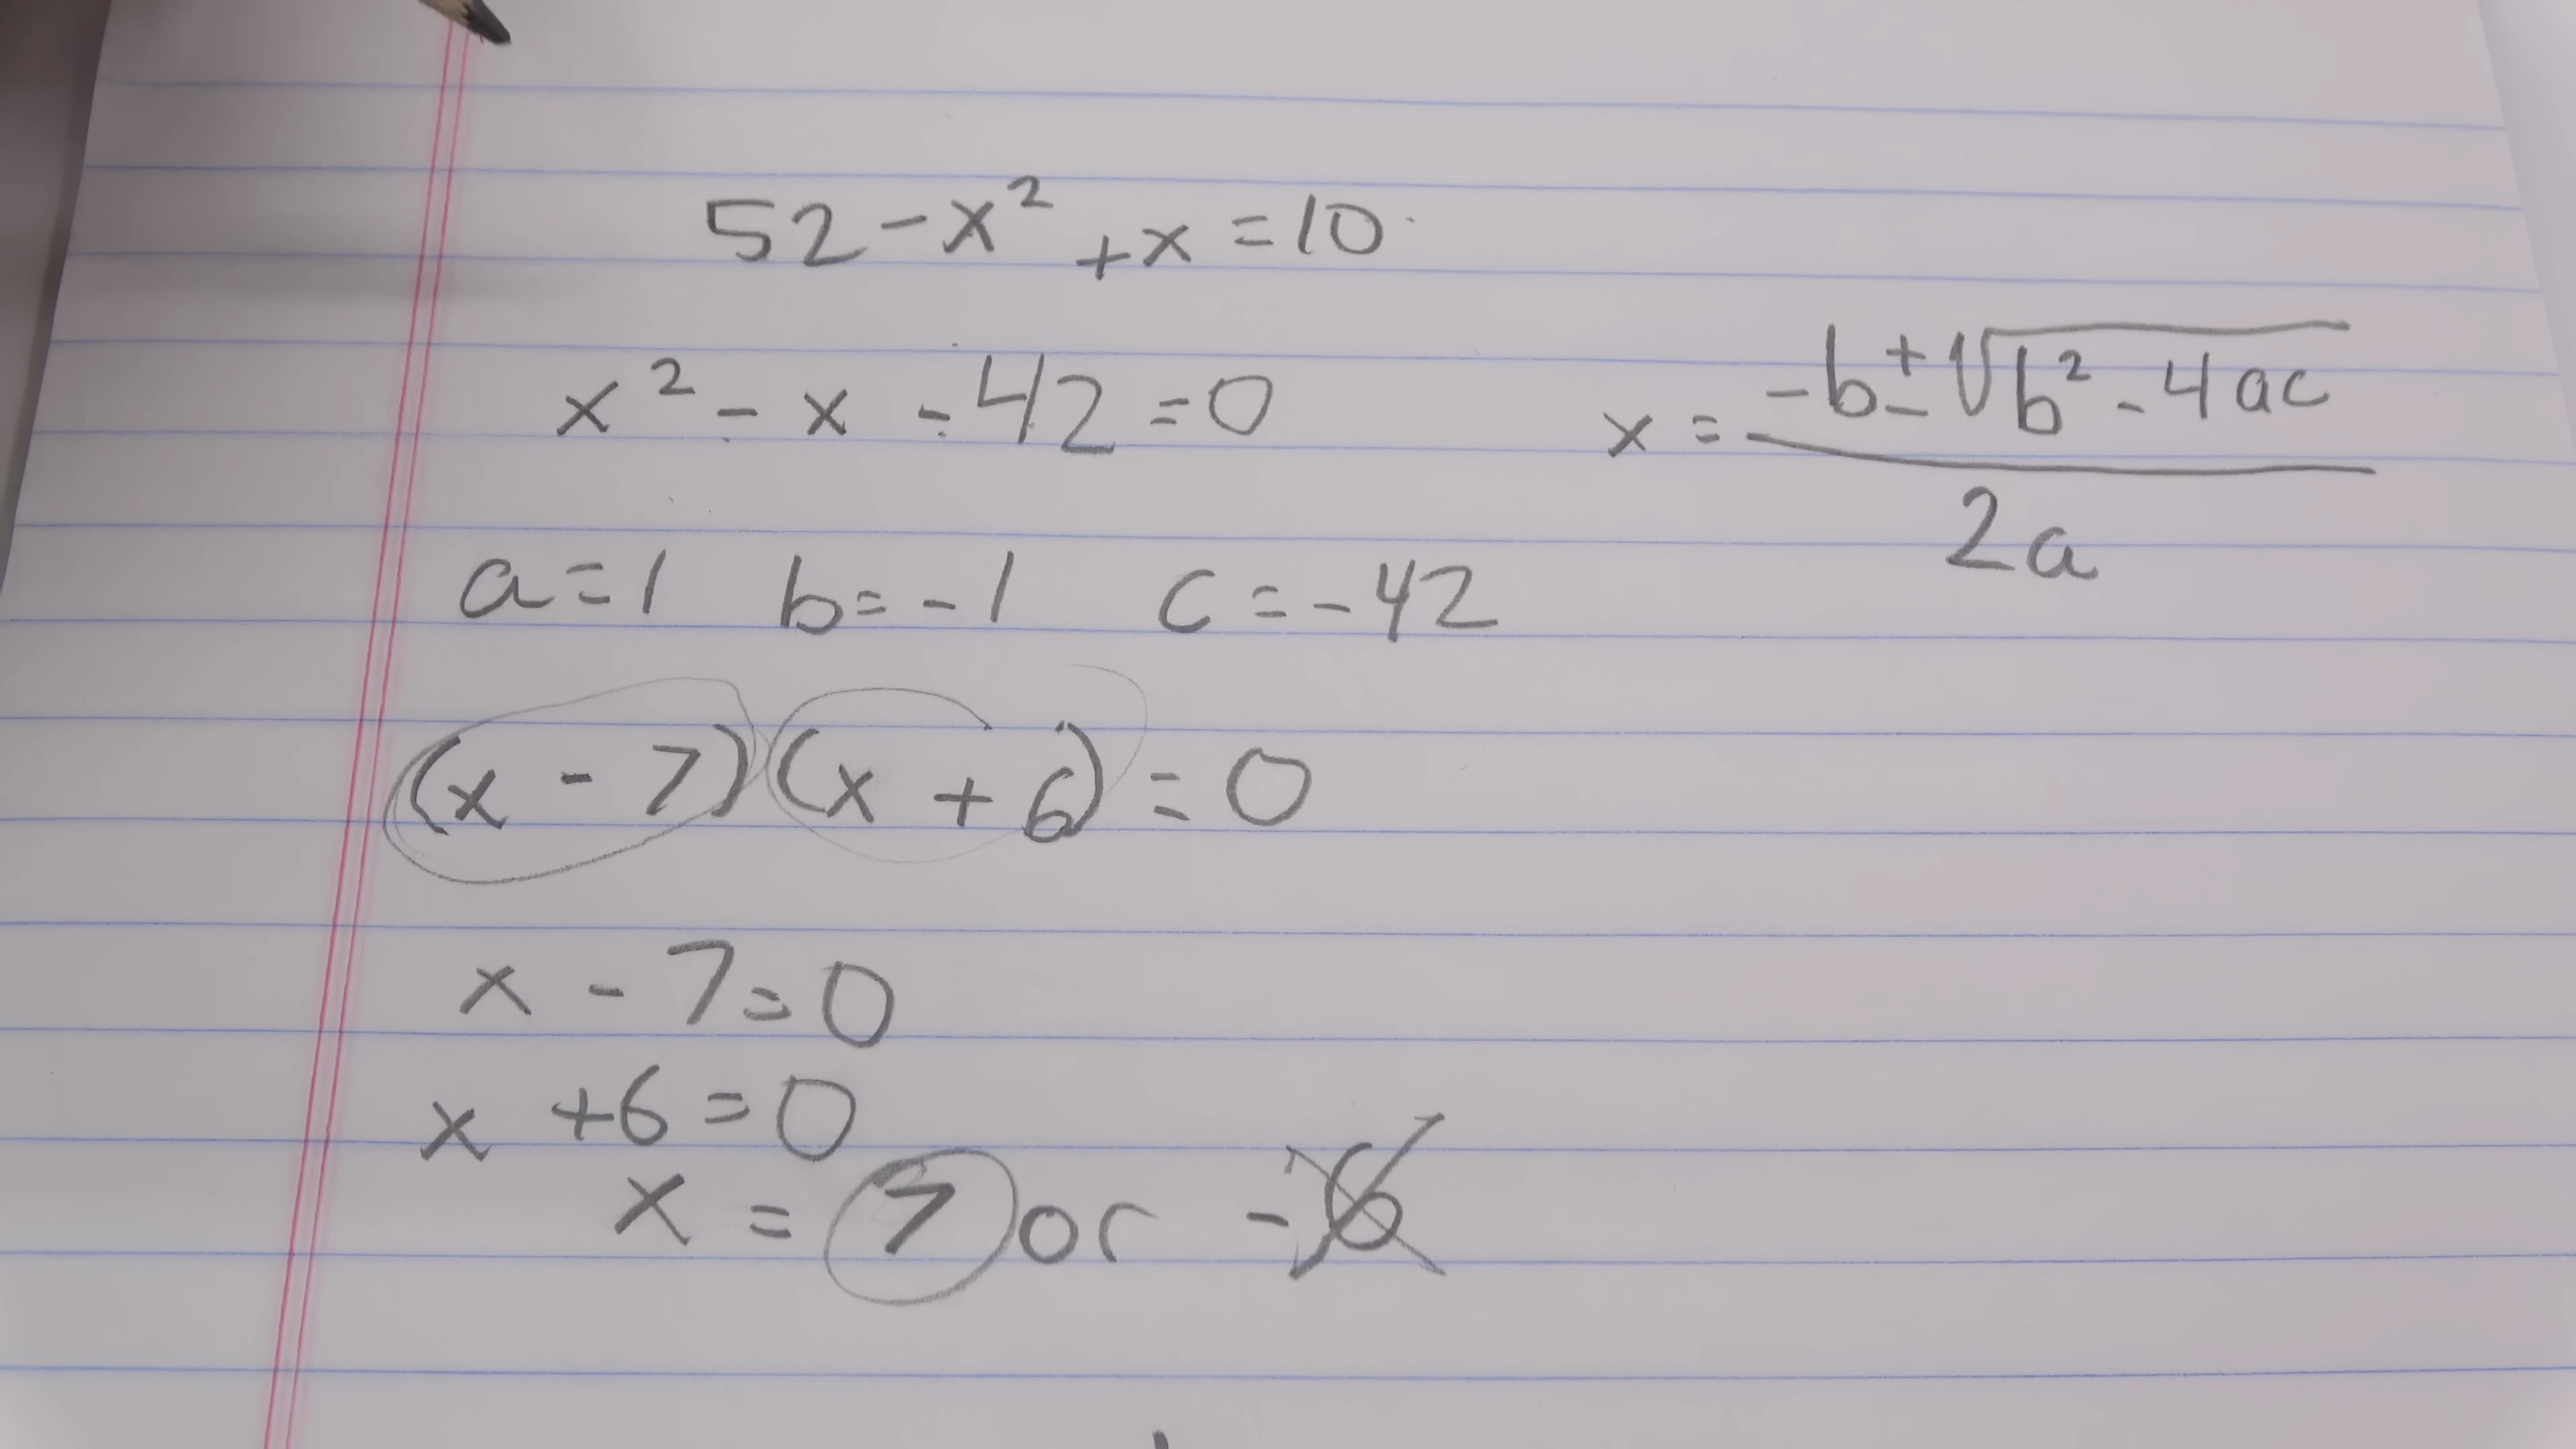 52 - x² + x = 10
x² - x - 42 = 0
x = -b ± √b² - 4ac
2a
a = 1 b = -1 c = -42
(x - 7)(x + 6) = 0
x - 7 = 0
x + 6 = 0
x = 7 or -6